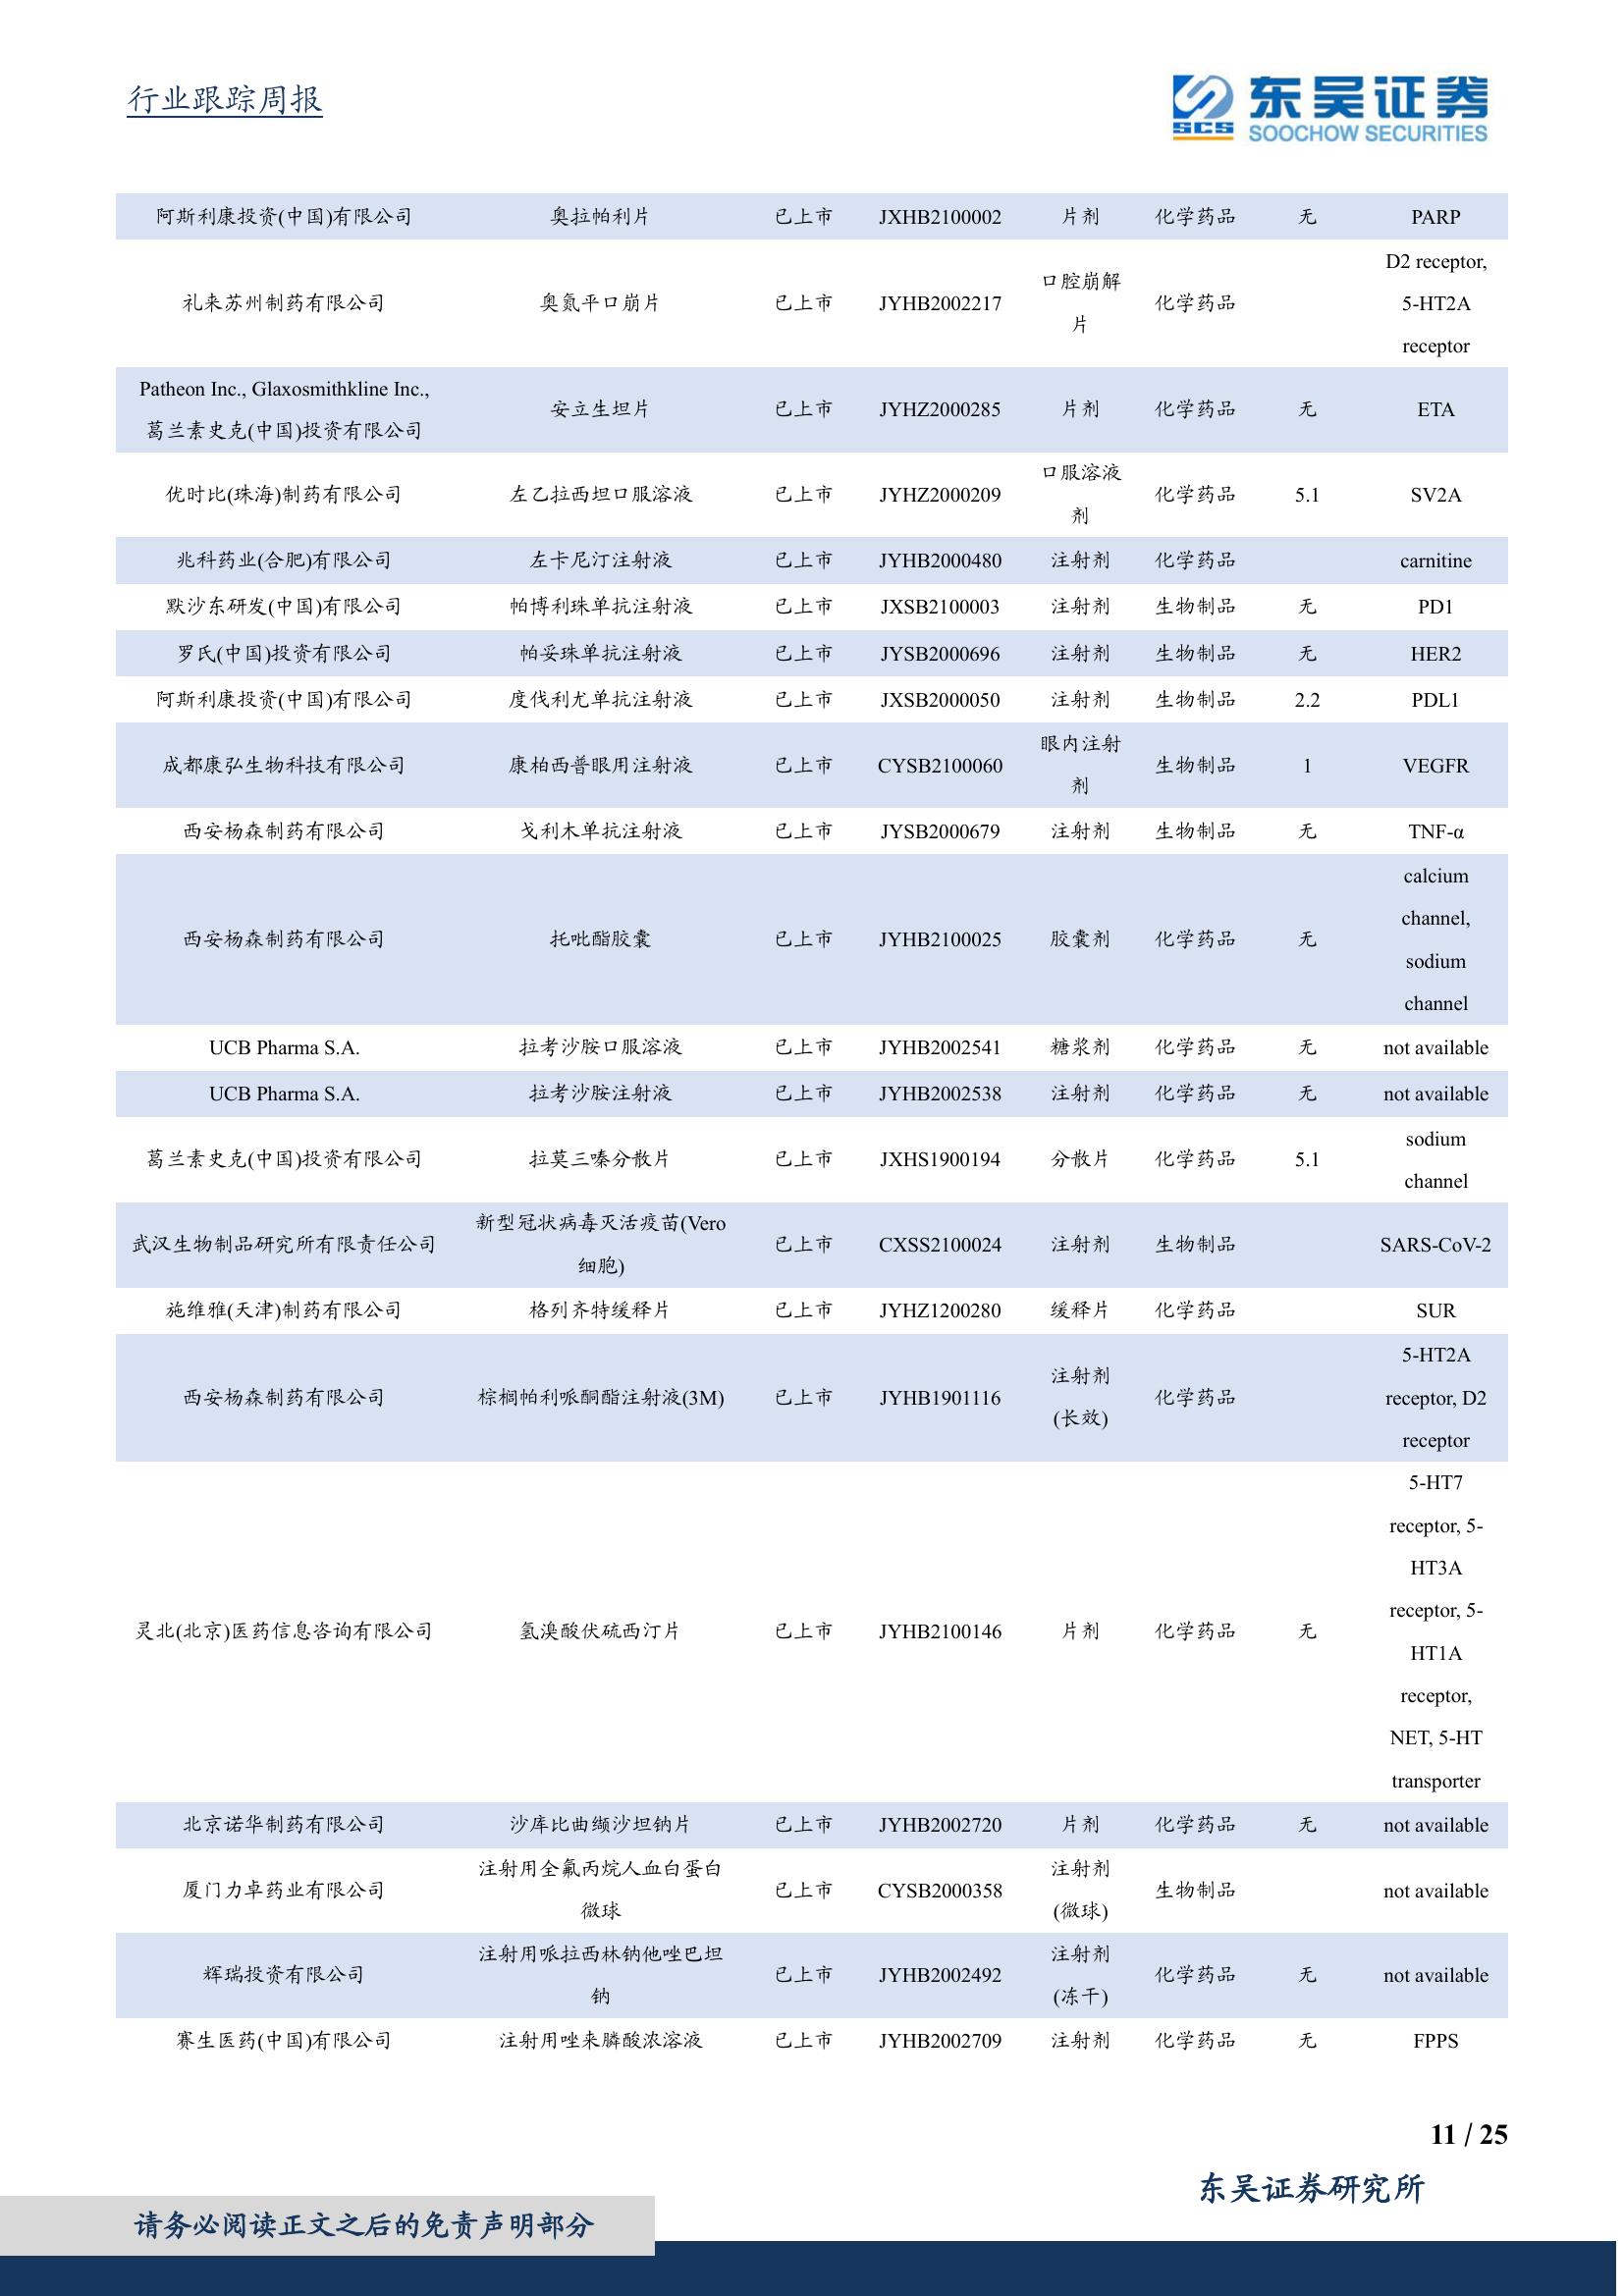 行业跟踪周报
SCS
东吴证券
SOOCHOW SECURITIES
阿斯利康投资(中国)有限公司 奥拉帕利片 已上市 JXHB2100002 片剂 化学药品 无 PARP
D2 receptor,
口腔崩解
礼来苏州制药有限公司 奥氮平口崩片 已上市 JYHB2002217 化学药品 5-HT2A
片
receptor
Patheon Inc., Glaxosmithkline Inc.,
安立生坦片 已上市 JYHZ2000285 片剂 化学药品 无 ETA
葛兰素史克(中国)投资有限公司
口服溶液
优时比(珠海)制药有限公司 左乙拉西坦口服溶液 已上市 JYHZ2000209 化学药品 5.1 SV2A
剂
兆科药业(合肥)有限公司 左卡尼汀注射液 已上市 JYHB2000480 注射剂 化学药品 carnitine
默沙东研发(中国)有限公司 帕博利珠单抗注射液 已上市 JXSB2100003 注射剂 生物制品 无 PD1
罗氏(中国)投资有限公司 帕妥珠单抗注射液 已上市 JYSB2000696 注射剂 生物制品 无 HER2
阿斯利康投资(中国)有限公司 度伐利尤单抗注射液 已上市 JXSB2000050 注射剂 生物制品 2.2 PDL1
眼内注射
成都康弘生物科技有限公司 康柏西普眼用注射液 已上市 CYSB2100060 生物制品 1 VEGFR
剂
西安杨森制药有限公司 戈利木单抗注射液 已上市 JYSB2000679 注射剂 生物制品 无 TNF-α
calcium
channel,
西安杨森制药有限公司 托吡酯胶囊 已上市 JYHB2100025 胶囊剂 化学药品 无
sodium
channel
UCB Pharma S.A. 拉考沙胺口服溶液 已上市 JYHB2002541 糖浆剂 化学药品 无 not available
UCB Pharma S.A. 拉考沙胺注射液 已上市 JYHB2002538 注射剂 化学药品 无 not available
sodium
葛兰素史克(中国)投资有限公司 拉莫三嗪分散片 已上市 JXHS1900194 分散片 化学药品 5.1
channel
新型冠状病毒灭活疫苗(Vero
武汉生物制品研究所有限责任公司 已上市 CXSS2100024 注射剂 生物制品 SARS-CoV-2
细胞)
施维雅(天津)制药有限公司 格列齐特缓释片 已上市 JYHZ1200280 缓释片 化学药品 SUR
5-HT2A
注射剂
西安杨森制药有限公司 棕榈帕利哌酮酯注射液(3M) 已上市 JYHB1901116 化学药品 receptor, D2
(长效)
receptor
5-HT7
receptor, 5-
HT3A
receptor, 5-
灵北(北京)医药信息咨询有限公司 氢溴酸伏硫西汀片 已上市 JYHB2100146 片剂 化学药品 无
HT1A
receptor,
NET, 5-HT
transporter
北京诺华制药有限公司 沙库比曲缬沙坦钠片 已上市 JYHB2002720 片剂 化学药品 无 not available
注射用全氟丙烷人血白蛋白 注射剂
厦门力卓药业有限公司 已上市 CYSB2000358 生物制品 not available
微球 (微球)
注射用哌拉西林钠他唑巴坦 注射剂
辉瑞投资有限公司 已上市 JYHB2002492 化学药品 无 not available
钠 (冻干)
赛生医药(中国)有限公司 注射用唑来膦酸浓溶液 已上市 JYHB2002709 注射剂 化学药品 无 FPPS
11 / 25
东吴证券研究所
请务必阅读正文之后的免责声明部分